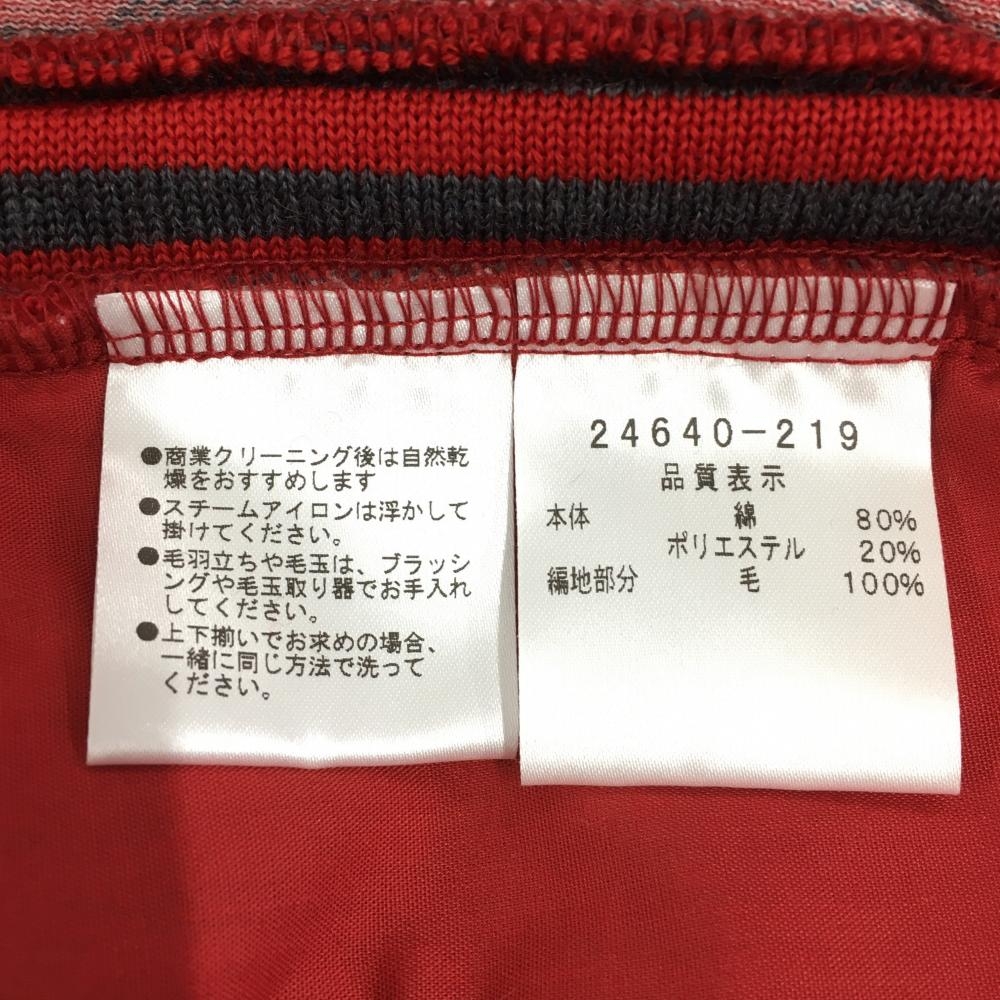 ●商業クリーニング後は自然乾
燥をおすすめします
●スチームアイロンは浮かして
掛けてください。
●毛羽立ちや毛玉は、ブラッシ
ングや毛玉取り器でお手入れ
してください。
●上下揃いでお求めの場合、
一緒に同じ方法で洗って
ください。
24640-219
品質表示
本体 綿 80%
ポリエステル 20%
編地部分 毛 100%